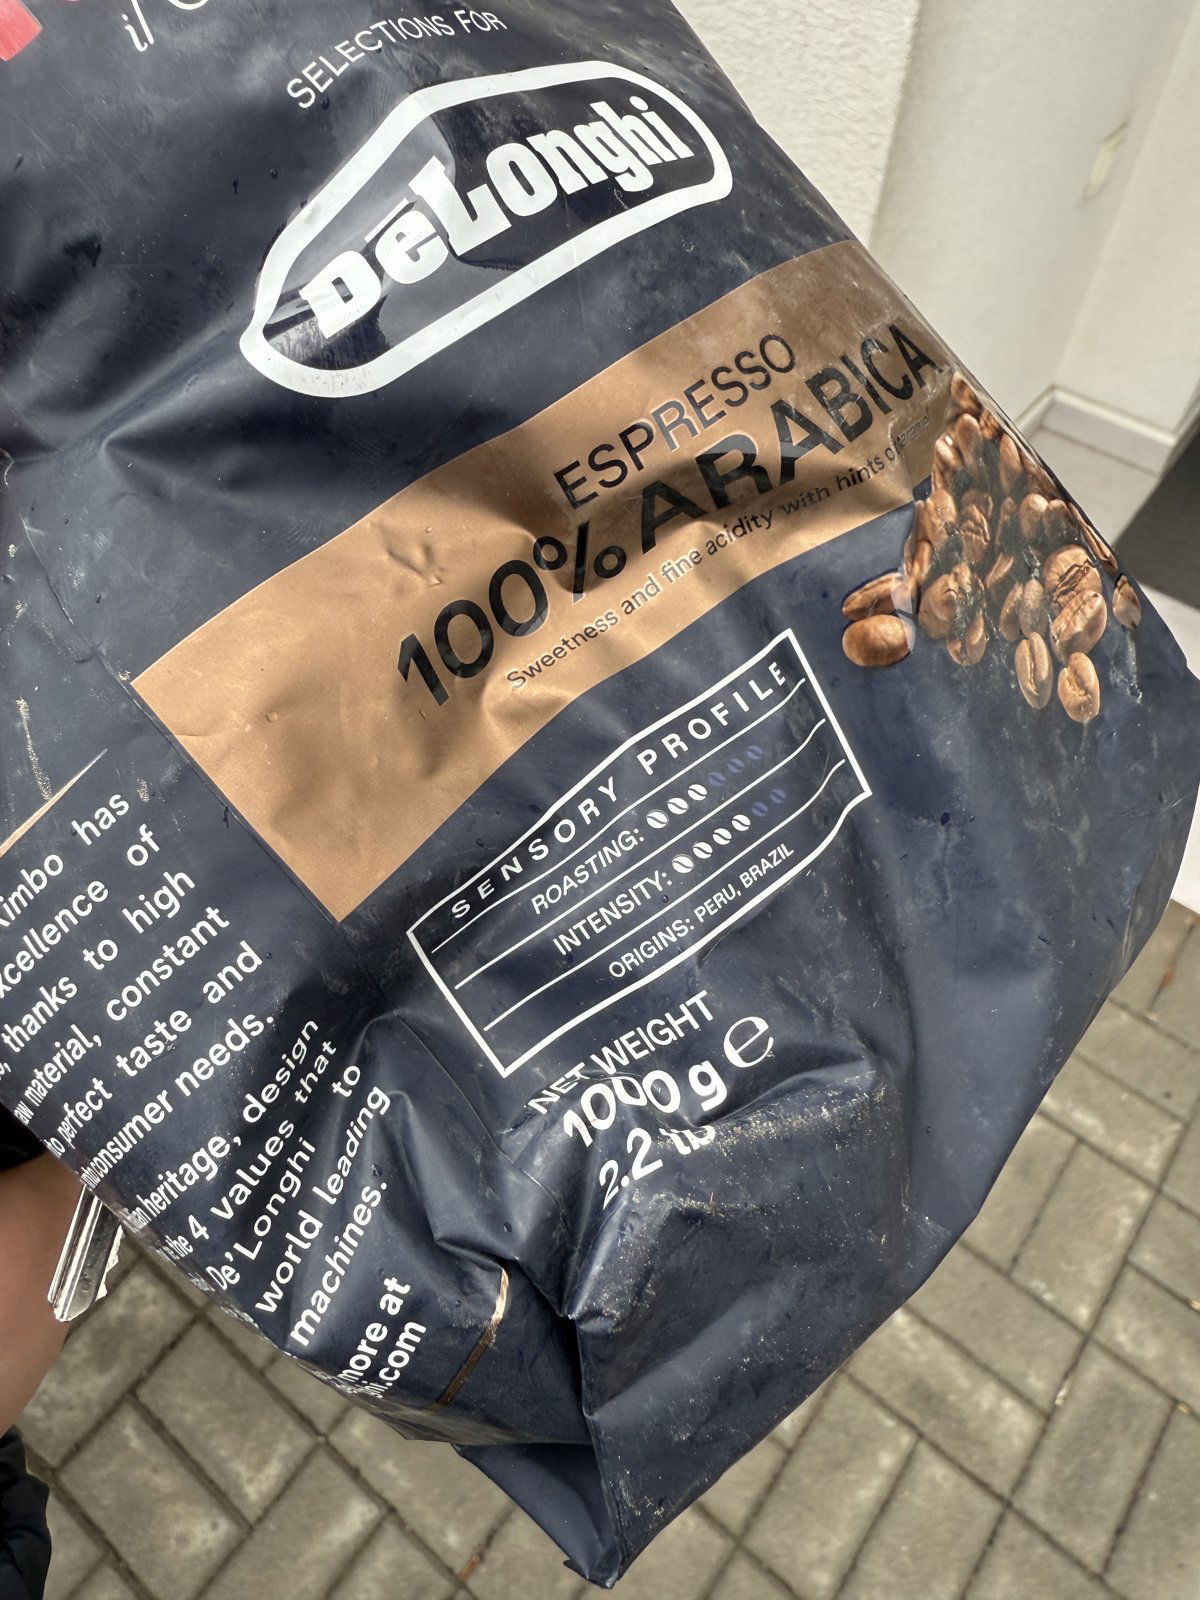 il
SELECTIONS FOR
DeLonghi
ESPRESSO
100% ARABICA
Sweetness and fine acidity with hints of caramel
SENSORY PROFILE
ROASTING:
INTENSITY:
ORIGINS: PERU, BRAZIL
NET WEIGHT
1000 g e
2.2 lb
Kimbo has
excellence of
thanks to high
material, constant
perfect taste and
consumer needs.
heritage, design
the 4 values that
De'Longhi to
world leading
machines.
more at
.com